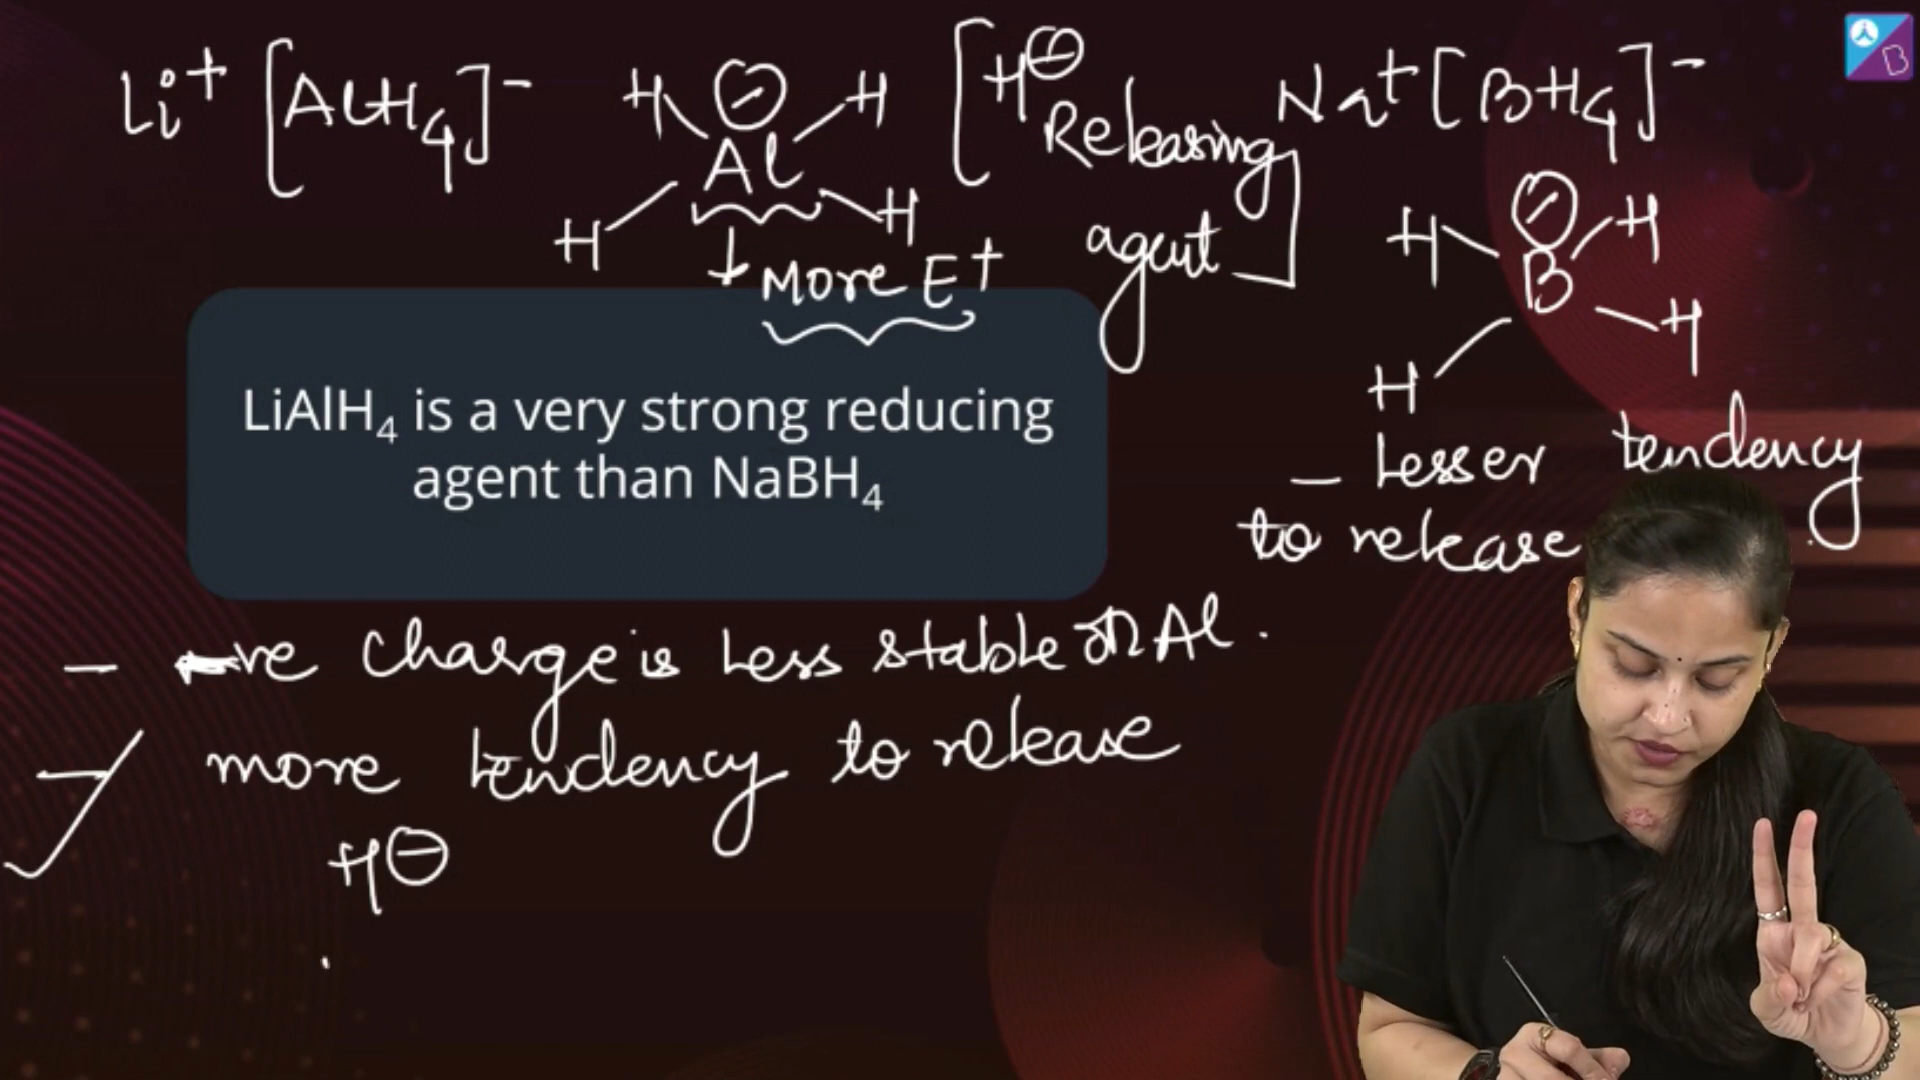 Li⁺ [AlH₄]⁻
H ⊖ H
Al
H H
↓ More E⁺
[H⊖
Releasing
agent]
Na⁺ [BH₄]⁻
H ⊖ H
B
H H
LiAlH₄ is a very strong reducing
agent than NaBH₄
– Lesser tendency
to release
– -ve charge is less stable on Al.
more tendency to release
H⊖
B